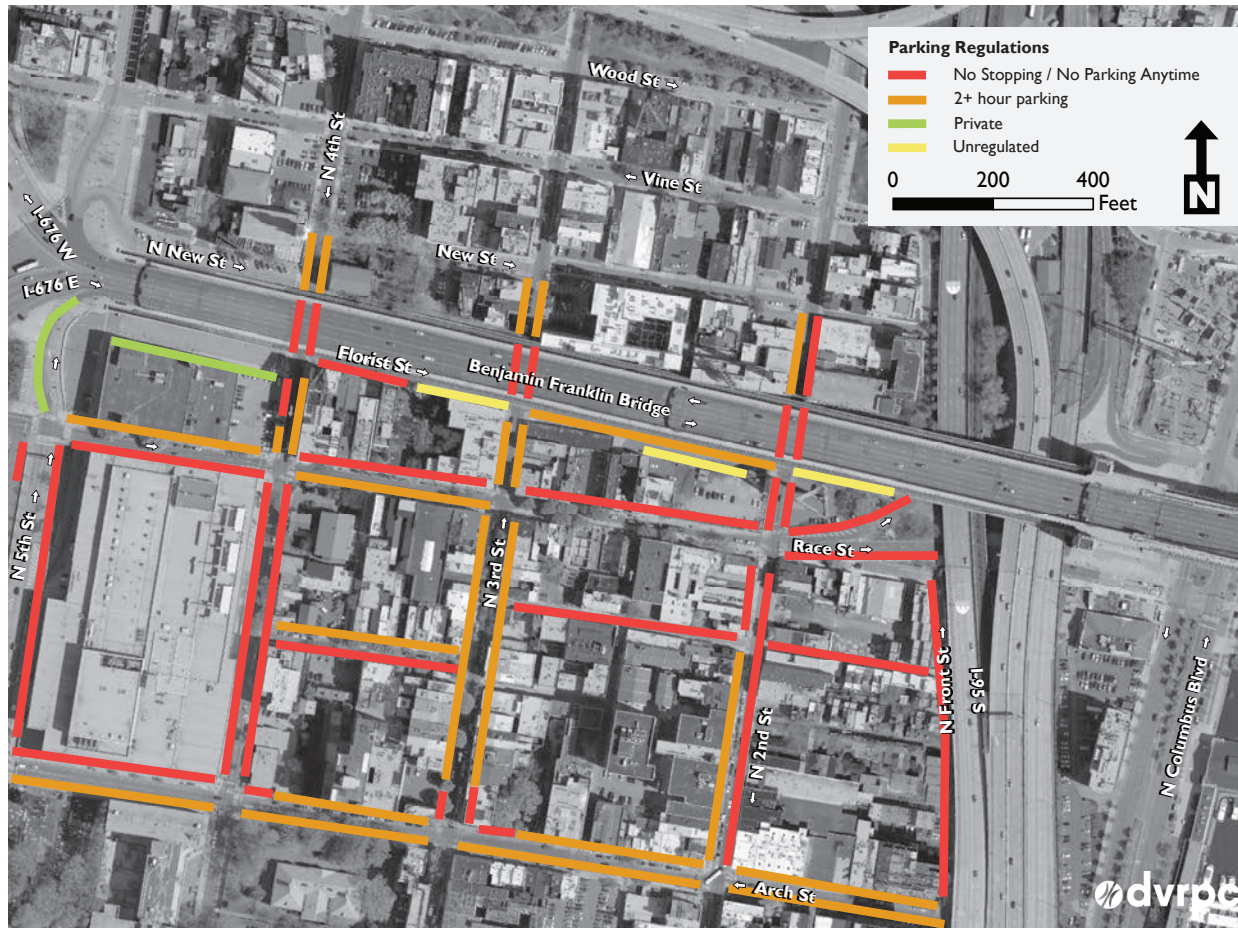 Parking Regulations
No Stopping / No Parking Anytime
2+ hour parking
Private
Unregulated
0 200 400
Feet
N
Wood St
N 4th St
Vine St
I-676 W
N New St
New St
I-676 E
Florist St
Benjamin Franklin Bridge
N 5th St
N 3rd St
Race St
N Front St
I-95 S
N Columbus Blvd
N 2nd St
Arch St
dvrpc